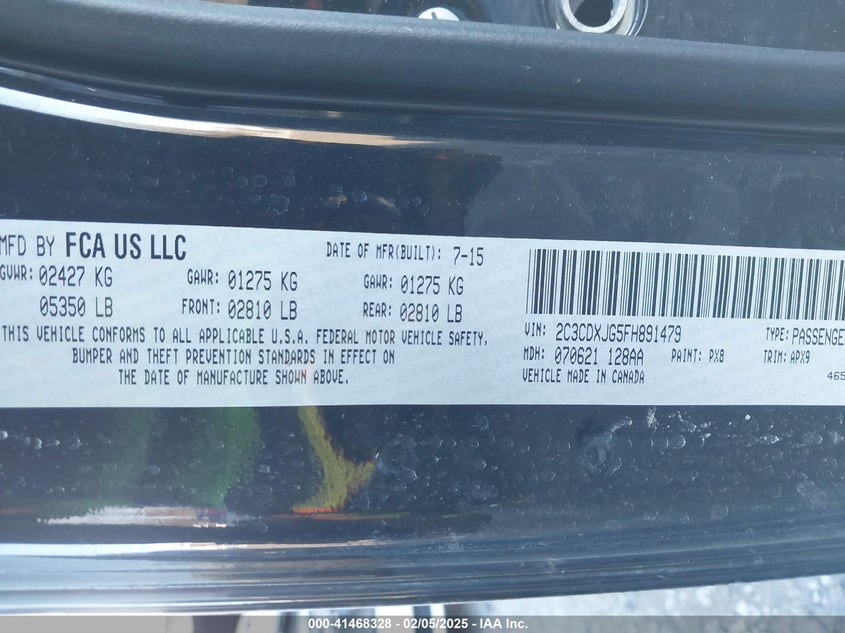 MFD BY FCA US LLC DATE OF MFR(BUILT): 7-15
GVWR: 02427 KG GAWR: 01275 KG GAWR: 01275 KG
05350 LB FRONT: 02810 LB REAR: 02810 LB
THIS VEHICLE CONFORMS TO ALL APPLICABLE U.S.A. FEDERAL MOTOR VEHICLE SAFETY,
BUMPER AND THEFT PREVENTION STANDARDS IN EFFECT ON
THE DATE OF MANUFACTURE SHOWN ABOVE.
VIN: 2C3CDXJG5FH891479 TYPE: PASSENGE
MDH: 070621 128AA PAINT: PX8 TRIM: APX9
VEHICLE MADE IN CANADA 465
000-41468328 - 02/05/2025 - IAA Inc.